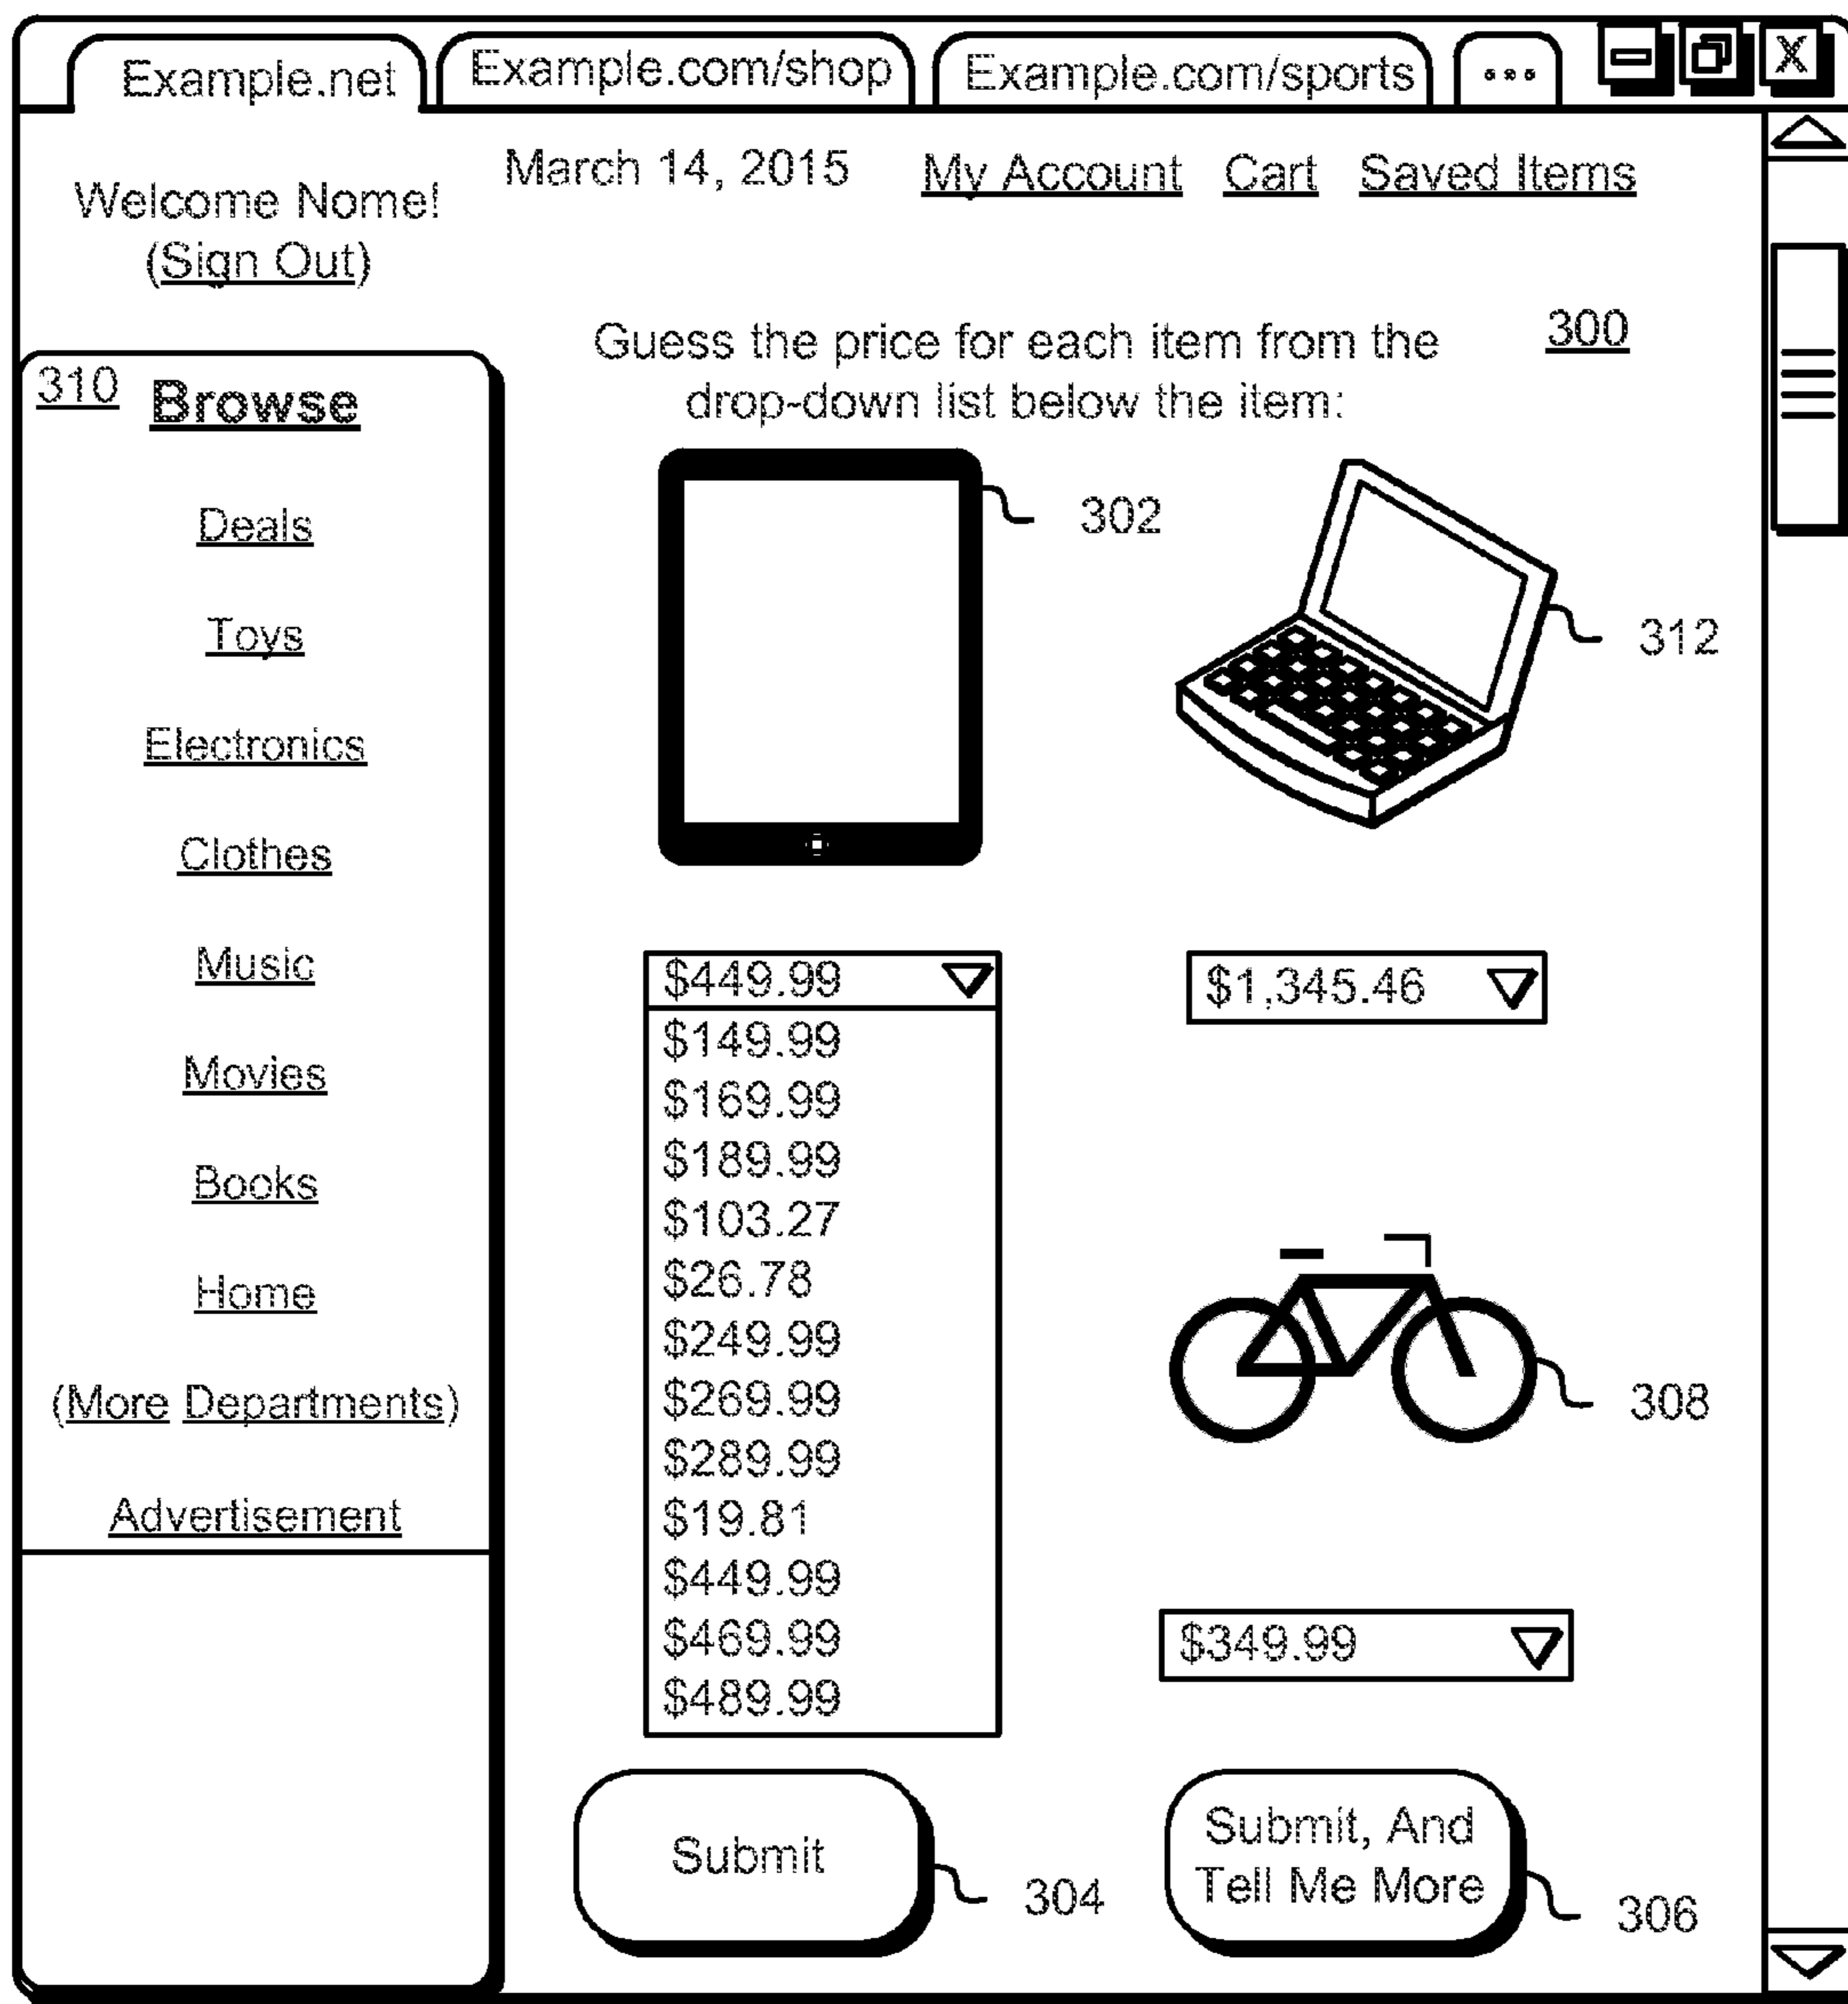 Example.net
Example.com/shop
Example.com/sports
...
X
March 14, 2015
My Account
Cart
Saved Items
Welcome Nome!
(Sign Out)
Guess the price for each item from the
drop-down list below the item:
300
310
Browse
Deals
Toys
Electronics
Clothes
Music
Movies
Books
Home
(More Departments)
Advertisement
302
312
$449.99
$149.99
$169.99
$189.99
$103.27
$26.78
$249.99
$269.99
$289.99
$19.81
$449.99
$469.99
$489.99
$1,345.46
308
$349.99
Submit
304
Submit, And
Tell Me More
306